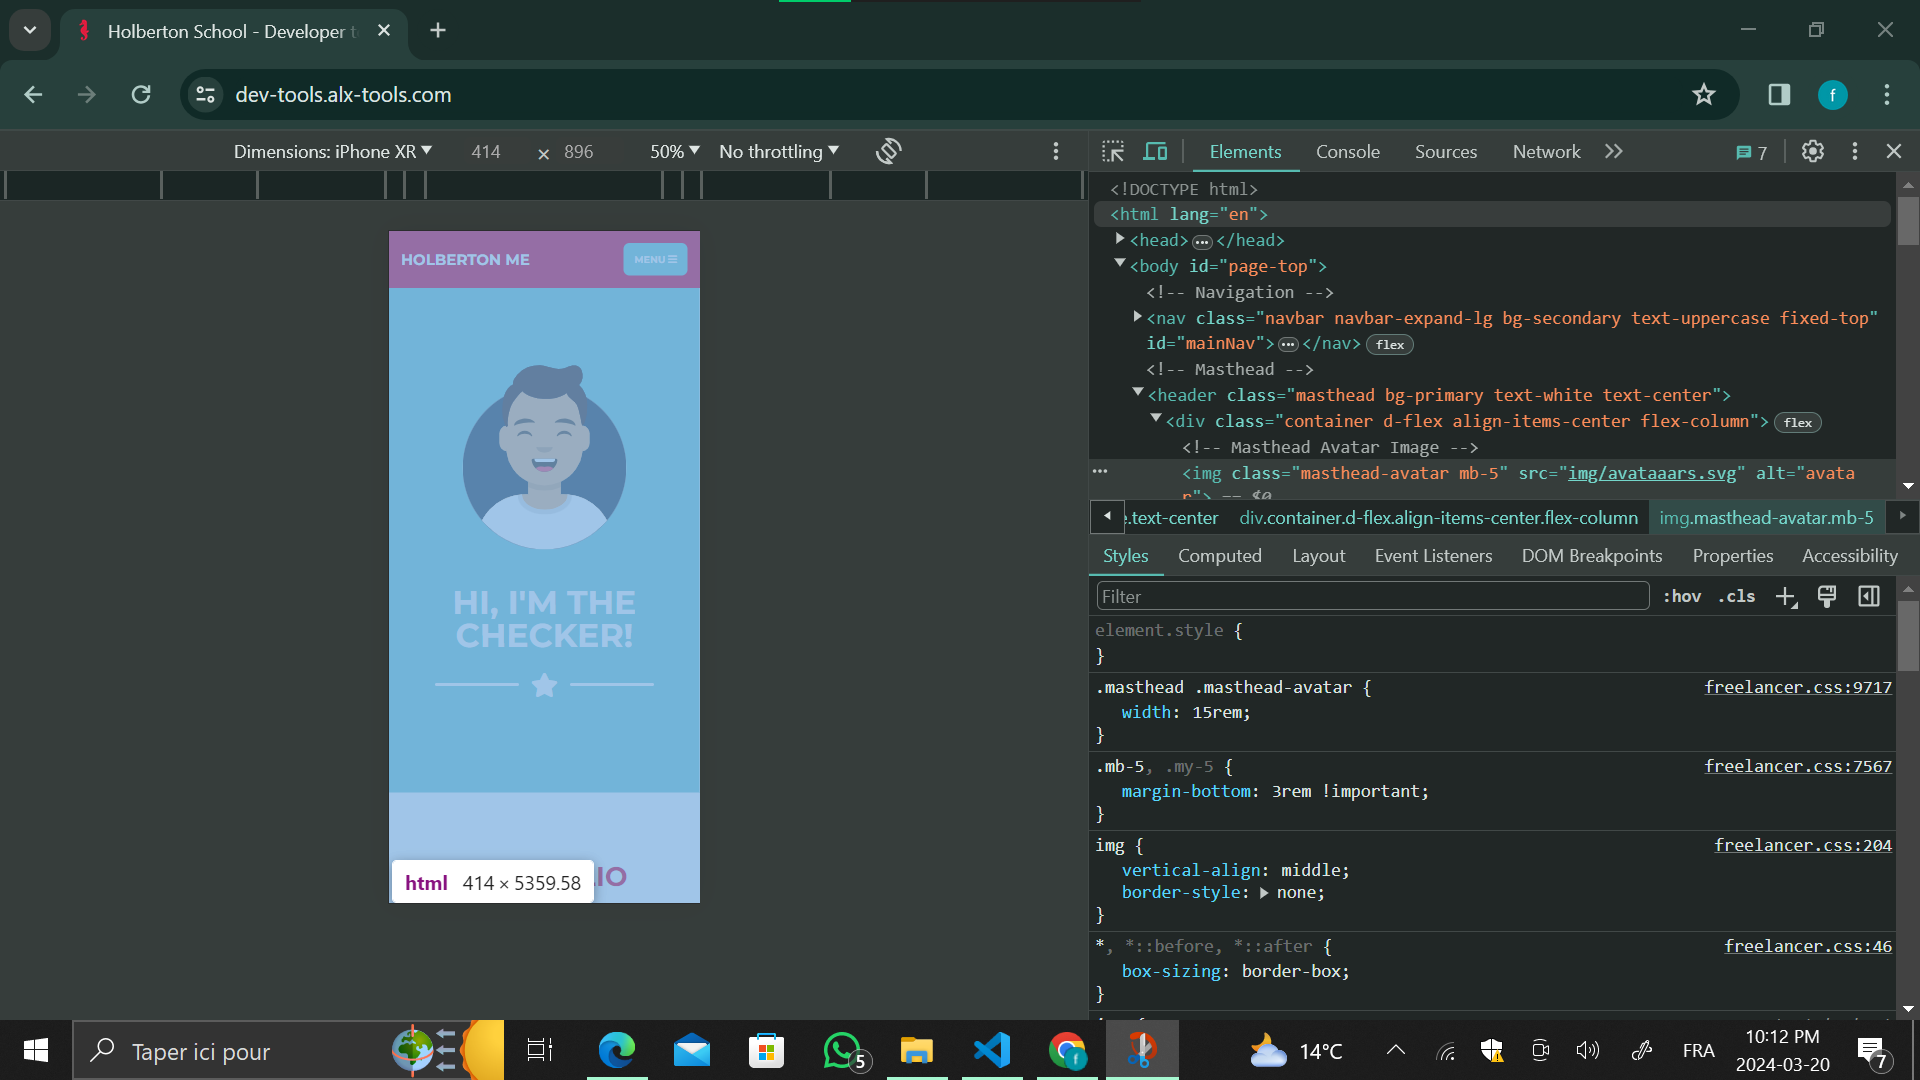 Holberton School - Developer t
dev-tools.alx-tools.com
f
Dimensions: iPhone XR
414 × 896
50%
No throttling
Elements
Console
Sources
Network
7
<!DOCTYPE html>
<html lang="en">
<head> ••• </head>
<body id="page-top">
<!-- Navigation -->
<nav class="navbar navbar-expand-lg bg-secondary text-uppercase fixed-top"
id="mainNav"> ••• </nav> flex
<!-- Masthead -->
<header class="masthead bg-primary text-white text-center">
<div class="container d-flex align-items-center flex-column"> flex
<!-- Masthead Avatar Image -->
<img class="masthead-avatar mb-5" src="img/avataaars.svg" alt="avata
r"> == $0
e.text-center
div.container.d-flex.align-items-center.flex-column
img.masthead-avatar.mb-5
Styles
Computed
Layout
Event Listeners
DOM Breakpoints
Properties
Accessibility
Filter
:hov
.cls
element.style {
}
.masthead .masthead-avatar {
freelancer.css:9717
width: 15rem;
}
.mb-5, .my-5 {
freelancer.css:7567
margin-bottom: 3rem !important;
}
img {
freelancer.css:204
vertical-align: middle;
border-style: none;
}
*, *::before, *::after {
freelancer.css:46
box-sizing: border-box;
}
HOLBERTON ME
MENU
HI, I'M THE
CHECKER!
IO
html 414 × 5359.58
Taper ici pour
5
f
14°C
FRA
10:12 PM
2024-03-20
7